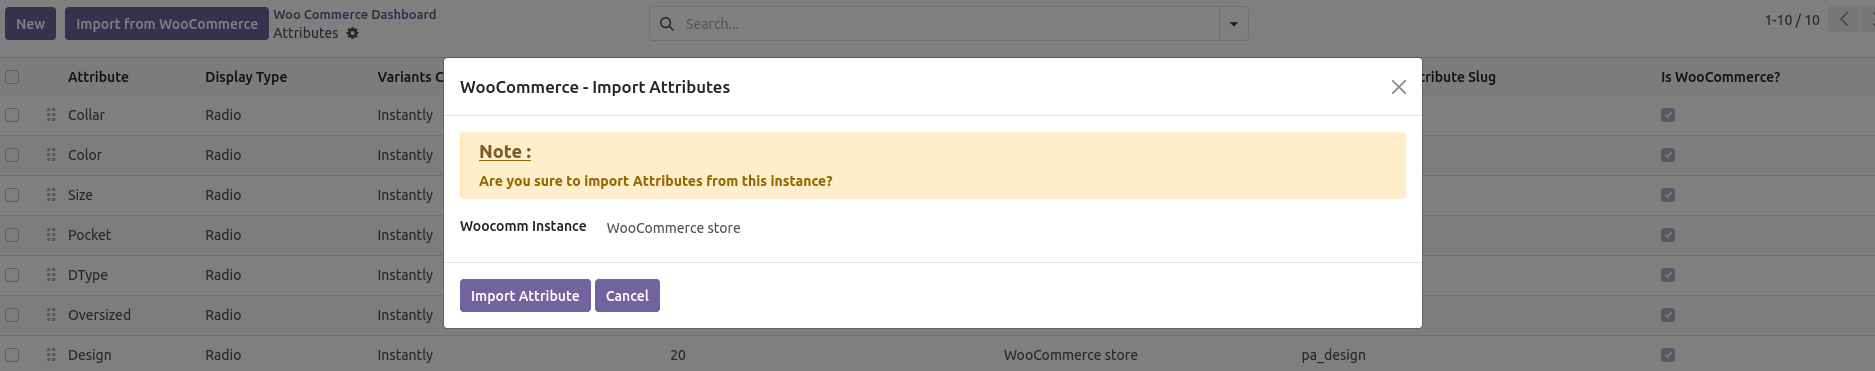 New Import from WooCommerce Woo Commerce Dashboard
Attributes
Search...
1-10 / 10
Attribute Display Type Variants C tribute Slug Is WooCommerce?
WooCommerce - Import Attributes
Collar Radio Instantly
Color Radio Instantly
Size Radio Instantly
Pocket Radio Instantly
DType Radio Instantly
Oversized Radio Instantly
Design Radio Instantly 20 WooCommerce store pa_design
Note :
Are you sure to import Attributes from this instance?
Woocomm Instance WooCommerce store
Import Attribute Cancel